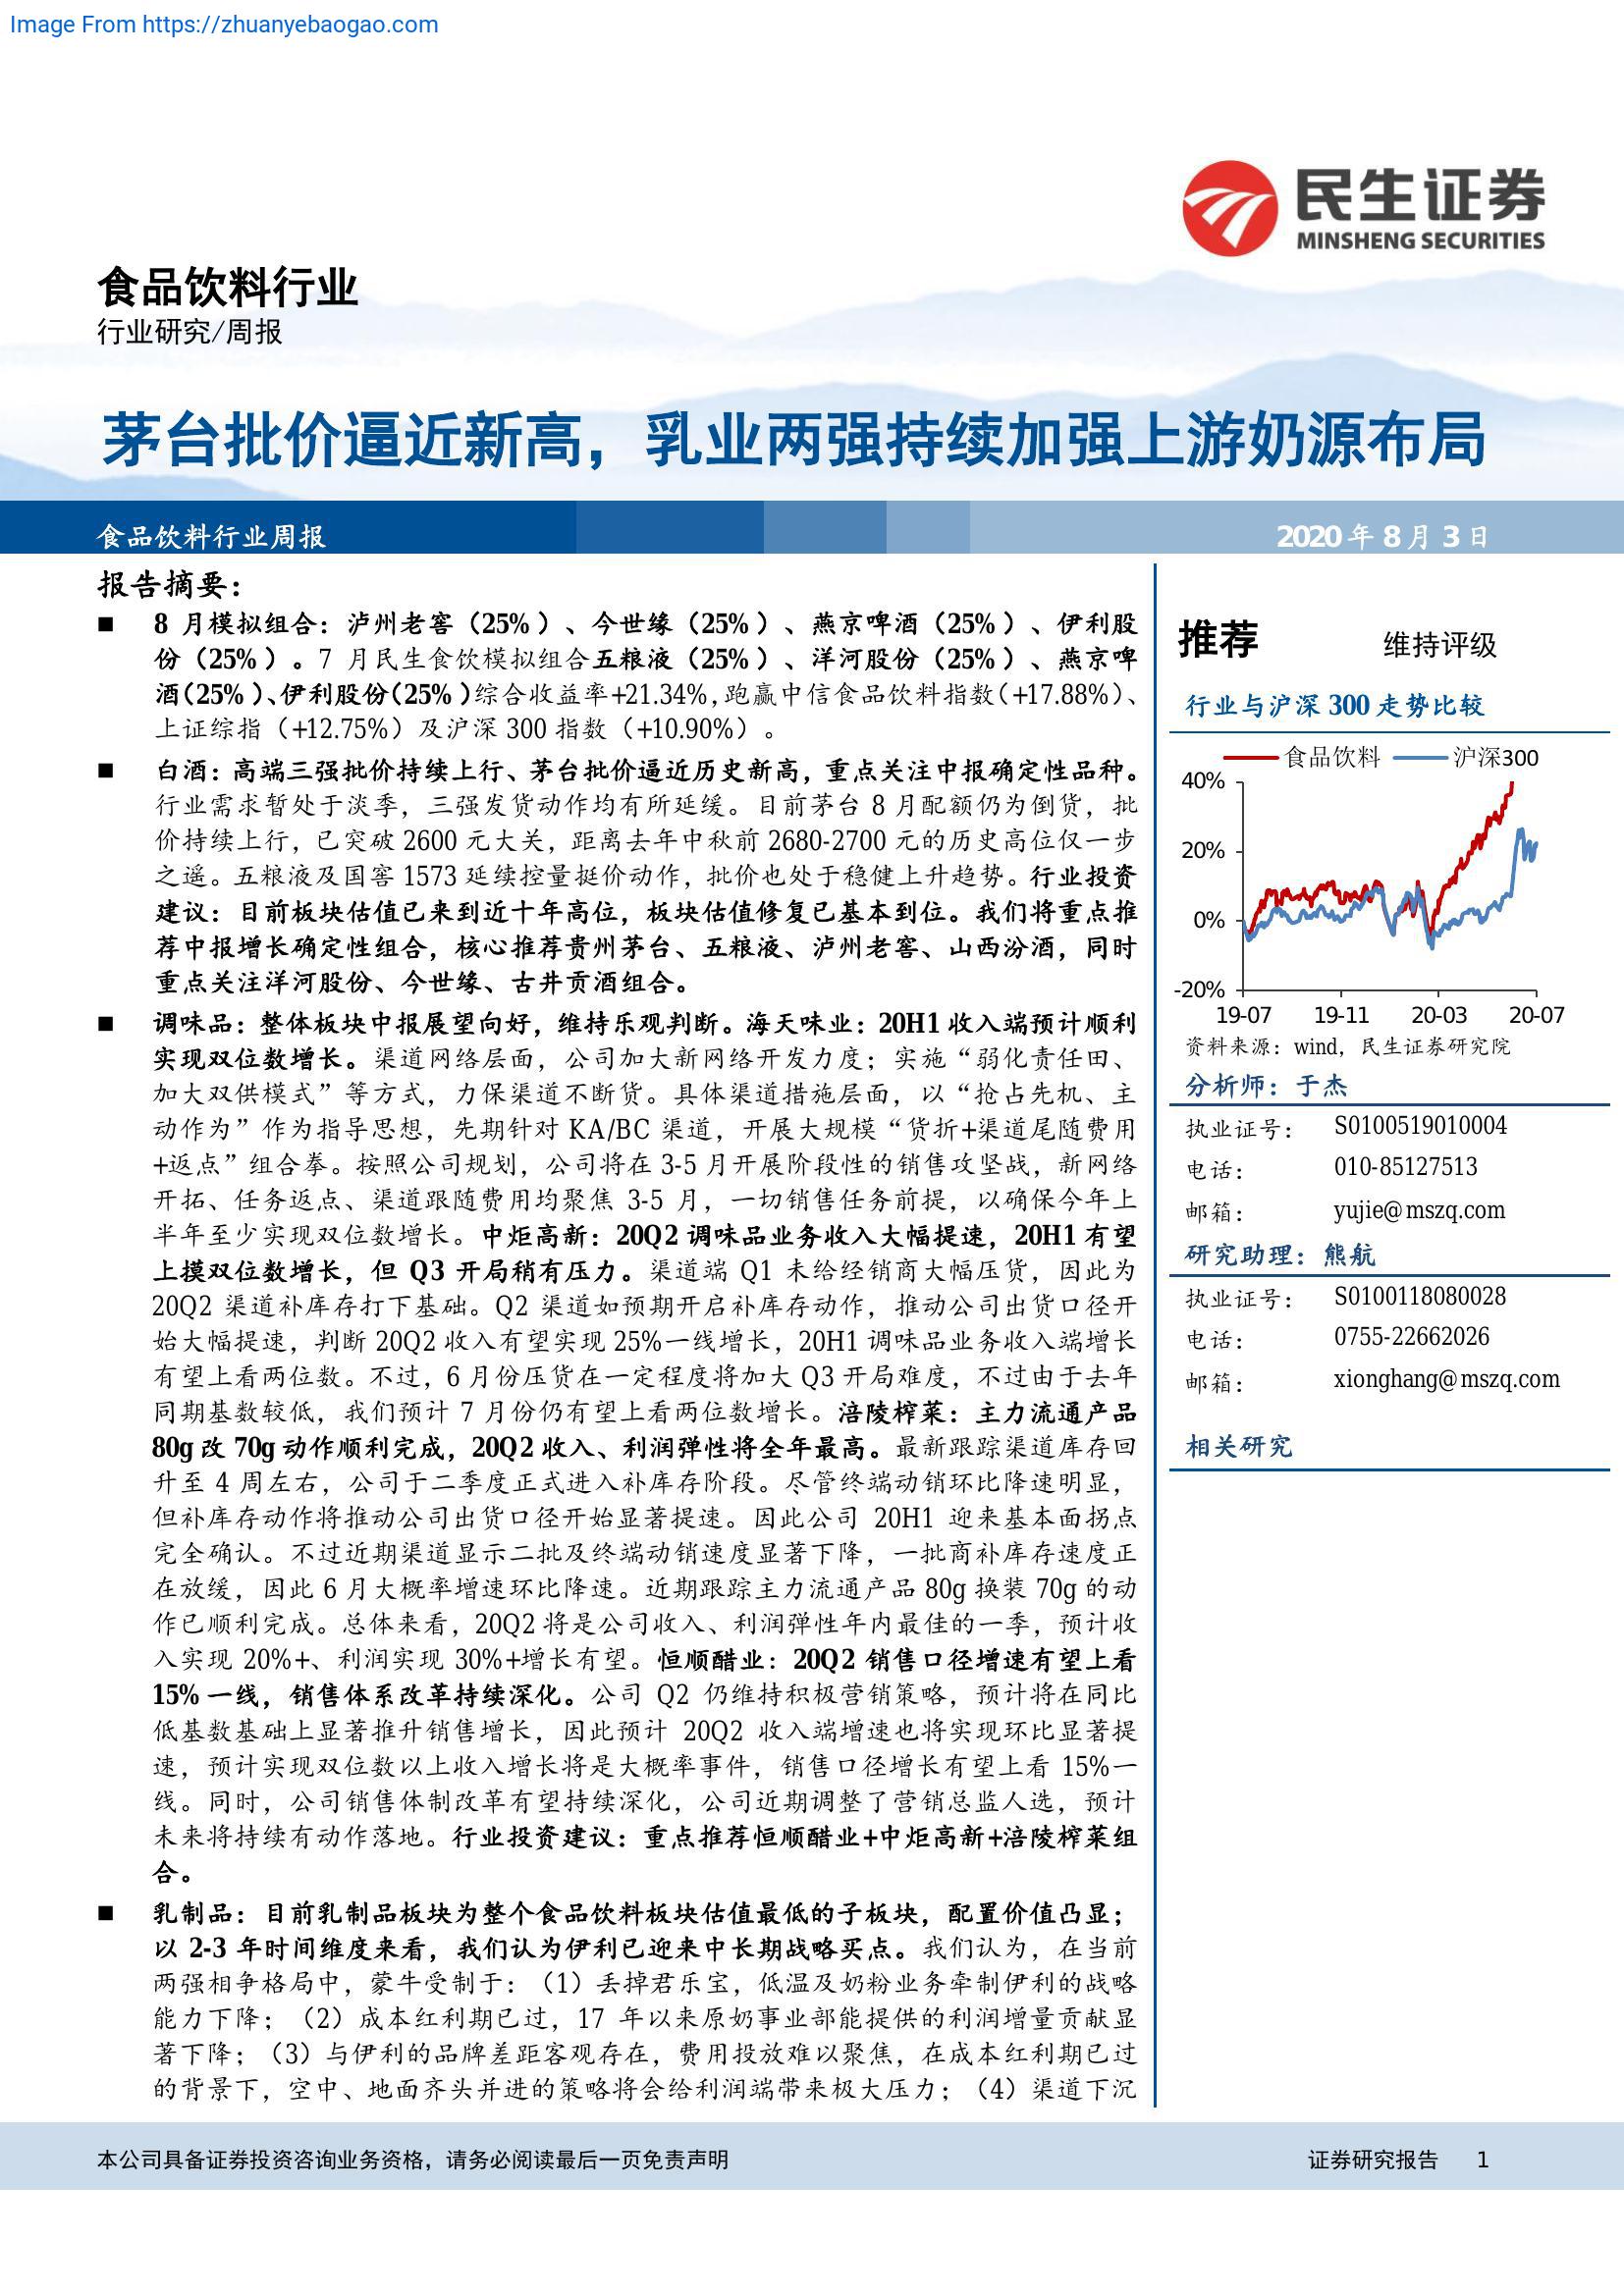 Image From https://zhuanyebaogao.com
民生证券
MINSHENG SECURITIES
食品饮料行业
行业研究/周报
茅台批价逼近新高，乳业两强持续加强上游奶源布局
食品饮料行业周报
2020 年 8 月 3 日
报告摘要：
■ 8 月模拟组合：泸州老窖（25%）、今世缘（25%）、燕京啤酒（25%）、伊利股
份（25%）。7 月民生食饮模拟组合五粮液（25%）、洋河股份（25%）、燕京啤
酒（25%）、伊利股份（25%）综合收益率+21.34%，跑赢中信食品饮料指数（+17.88%）、
上证综指（+12.75%）及沪深 300 指数（+10.90%）。
■ 白酒：高端三强批价持续上行、茅台批价逼近历史新高，重点关注中报确定性品种。
行业需求暂处于淡季，三强发货动作均有所延缓。目前茅台 8 月配额仍为倒货，批
价持续上行，已突破 2600 元大关，距离去年中秋前 2680-2700 元的历史高位仅一步
之遥。五粮液及国窖 1573 延续控量挺价动作，批价也处于稳健上升趋势。行业投资
建议：目前板块估值已来到近十年高位，板块估值修复已基本到位。我们将重点推
荐中报增长确定性组合，核心推荐贵州茅台、五粮液、泸州老窖、山西汾酒，同时
重点关注洋河股份、今世缘、古井贡酒组合。
■ 调味品：整体板块中报展望向好，维持乐观判断。海天味业：20H1 收入端预计顺利
实现双位数增长。渠道网络层面，公司加大新网络开发力度；实施“弱化责任田、
加大双供模式”等方式，力保渠道不断货。具体渠道措施层面，以“抢占先机、主
动作为”作为指导思想，先期针对 KA/BC 渠道，开展大规模“货折+渠道尾随费用
+返点”组合拳。按照公司规划，公司将在 3-5 月开展阶段性的销售攻坚战，新网络
开拓、任务返点、渠道跟随费用均聚焦 3-5 月，一切销售任务前提，以确保今年上
半年至少实现双位数增长。中炬高新：20Q2 调味品业务收入大幅提速，20H1 有望
上摸双位数增长，但 Q3 开局稍有压力。渠道端 Q1 未给经销商大幅压货，因此为
20Q2 渠道补库存打下基础。Q2 渠道如预期开启补库存动作，推动公司出货口径开
始大幅提速，判断 20Q2 收入有望实现 25%一线增长，20H1 调味品业务收入端增长
有望上看两位数。不过，6 月份压货在一定程度将加大 Q3 开局难度，不过由于去年
同期基数较低，我们预计 7 月份仍有望上看两位数增长。涪陵榨菜：主力流通产品
80g 改 70g 动作顺利完成，20Q2 收入、利润弹性将全年最高。最新跟踪渠道库存回
升至 4 周左右，公司于二季度正式进入补库存阶段。尽管终端动销环比降速明显，
但补库存动作将推动公司出货口径开始显著提速。因此公司 20H1 迎来基本面拐点
完全确认。不过近期渠道显示二批及终端动销速度显著下降，一批商补库存速度正
在放缓，因此 6 月大概率增速环比降速。近期跟踪主力流通产品 80g 换装 70g 的动
作已顺利完成。总体来看，20Q2 将是公司收入、利润弹性年内最佳的一季，预计收
入实现 20%+、利润实现 30%+增长有望。恒顺醋业：20Q2 销售口径增速有望上看
15%一线，销售体系改革持续深化。公司 Q2 仍维持积极营销策略，预计将在同比
低基数基础上显著推升销售增长，因此预计 20Q2 收入端增速也将实现环比显著提
速，预计实现双位数以上收入增长将是大概率事件，销售口径增长有望上看 15%一
线。同时，公司销售体制改革有望持续深化，公司近期调整了营销总监人选，预计
未来将持续有动作落地。行业投资建议：重点推荐恒顺醋业+中炬高新+涪陵榨菜组
合。
■ 乳制品：目前乳制品板块为整个食品饮料板块估值最低的子板块，配置价值凸显；
以 2-3 年时间维度来看，我们认为伊利已迎来中长期战略买点。我们认为，在当前
两强相争格局中，蒙牛受制于：（1）丢掉君乐宝，低温及奶粉业务牵制伊利的战略
能力下降；（2）成本红利期已过，17 年以来原奶事业部能提供的利润增量贡献显
著下降；（3）与伊利的品牌差距客观存在，费用投放难以聚焦，在成本红利期已过
的背景下，空中、地面齐头并进的策略将会给利润端带来极大压力；（4）渠道下沉
推荐 维持评级
行业与沪深 300 走势比较
食品饮料 沪深300
40%
20%
0%
-20%
19-07 19-11 20-03 20-07
资料来源：wind，民生证券研究院
分析师：于杰
执业证号： S0100519010004
电话： 010-85127513
邮箱： yujie@mszq.com
研究助理：熊航
执业证号： S0100118080028
电话： 0755-22662026
邮箱： xionghang@mszq.com
相关研究
本公司具备证券投资咨询业务资格，请务必阅读最后一页免责声明
证券研究报告 1